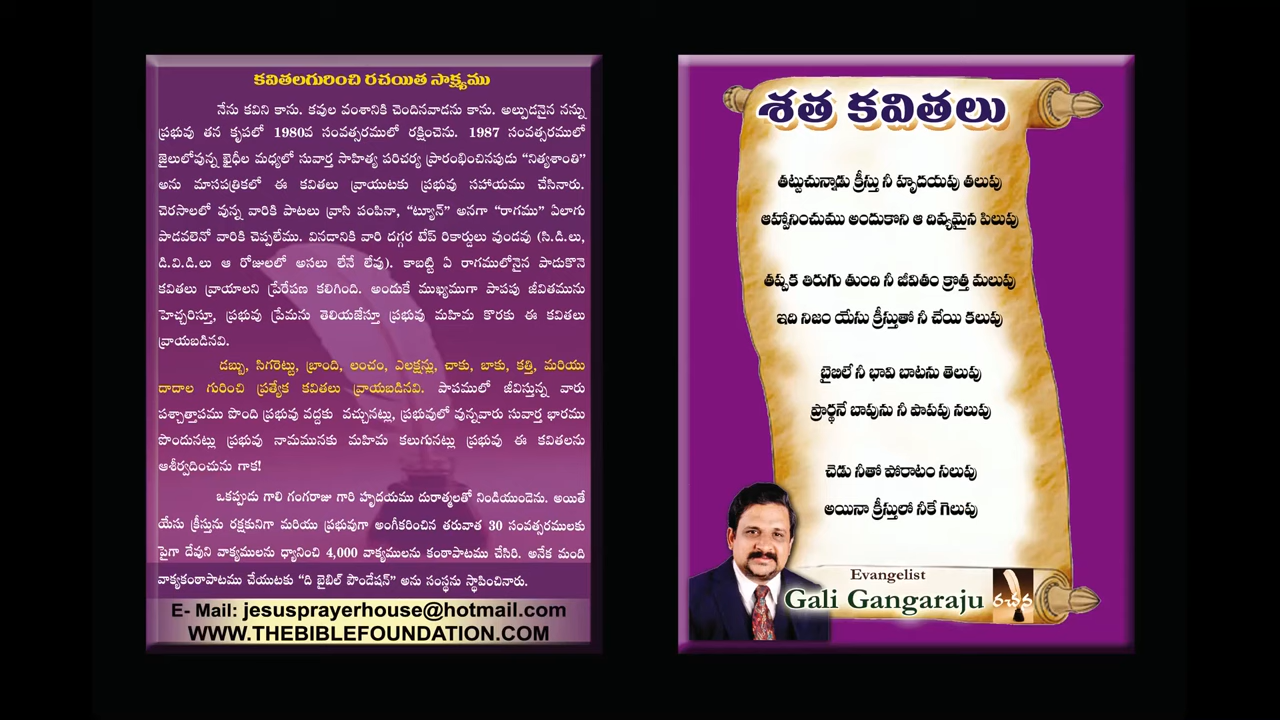 కవితలగురించి రచయిత సాక్ష్యము
నేను కవిని కాను. కవుల వంశానికి చెందినవాడను కాను. అల్పుడనైన నన్ను
ప్రభువు తన కృపలో 1980వ సంవత్సరములో రక్షించెను. 1987 సంవత్సరములో
జైలులోవున్న ఖైధీల మధ్యలో సువార్త సాహిత్య పరిచర్య ప్రారంభించినపుడు “నిత్యశాంతి”
అను మాసపత్రికలో ఈ కవితలు వ్రాయుటకు ప్రభువు సహాయము చేసినారు.
చెరసాలలో వున్న వారికి పాటలు వ్రాసి పంపినా, “ట్యూన్” అనగా “రాగము” ఏలాగు
పాడవలెనో వారికి చెప్పలేము. వినడానికి వారి దగ్గర టేప్ రికార్డులు వుండవు (సి.డి.లు,
డి.వి.డి.లు ఆ రోజులలో అసలు లేనే లేవు). కాబట్టి ఏ రాగములోనైన పాడుకొనె
కవితలు వ్రాయాలని ప్రేరేపణ కలిగింది. అందుకే ముఖ్యముగా పాపపు జీవితమును
హెచ్చరిస్తూ, ప్రభువు ప్రేమను తెలియజేస్తూ ప్రభువు మహిమ కొరకు ఈ కవితలు
వ్రాయబడినవి.
డబ్బు, సిగరెట్టు, బ్రాంది, లంచం, ఎలక్షన్లు, చాకు, బాకు, కత్తి, మరియు
దాదాల గురించి ప్రత్యేక కవితలు వ్రాయబడినవి. పాపములో జీవిస్తున్న వారు
పశ్చాత్తాపము పొంది ప్రభువు వద్దకు వచ్చునట్లు, ప్రభువులో వున్నవారు సువార్త భారము
పొందునట్లు ప్రభువు నామమునకు మహిమ కలుగునట్లు ప్రభువు ఈ కవితలను
ఆశీర్వదించును గాక!
ఒకప్పుడు గాలి గంగరాజు గారి హృదయము దురాత్మలతో నిండియుండెను. అయితే
యేసు క్రీస్తును రక్షకునిగా మరియు ప్రభువుగా అంగీకరించిన తరువాత 30 సంవత్సరములకు
పైగా దేవుని వాక్యములను ధ్యానించి 4,000 వాక్యములను కంఠాపాటము చేసిరి. అనేక మంది
వాక్యకంఠాపాటము చేయుటకు “ది బైబిల్ పౌండేషన్” అను సంస్థను స్థాపించినారు.
E- Mail: jesusprayerhouse@hotmail.com
WWW.THEBIBLEFOUNDATION.COM
శత కవితలు
తట్టుచున్నాడు క్రీస్తు నీ హృదయపు తలుపు
ఆహ్వానించుము అందుకొని ఆ దివ్యమైన పిలుపు
తప్పక తిరుగు తుంది నీ జీవితం క్రొత్త మలుపు
ఇది నిజం యేసు క్రీస్తుతో నీ చేయి కలుపు
బైబిలే నీ భావి బాటను తెలుపు
ప్రార్థనే బాపును నీ పాపపు నలుపు
చెడు నీతో పోరాటం సలుపు
అయినా క్రీస్తులో నీకే గెలుపు
Evangelist
Gali Gangaraju
రచన